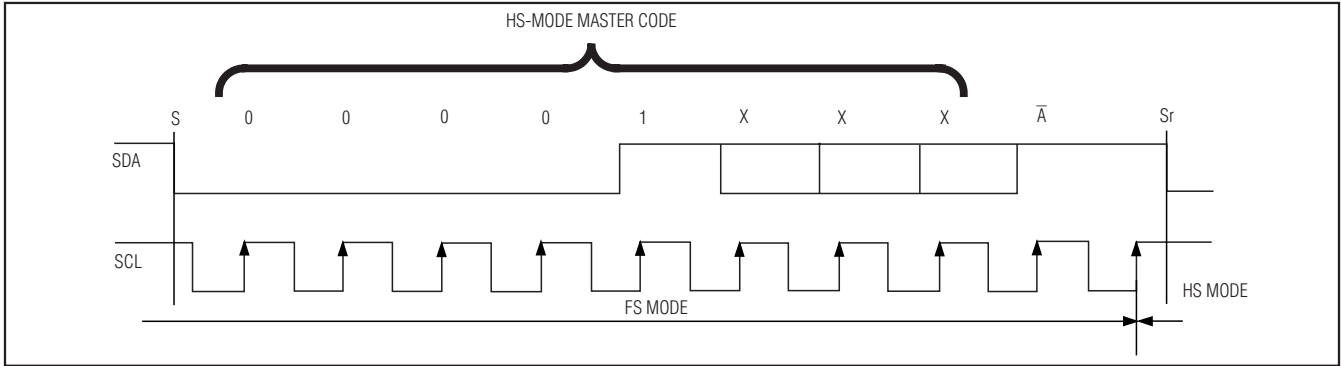 HS-MODE MASTER CODE
S 0 0 0 0 1 X X X A̅ Sr
SDA
SCL
FS MODE
HS MODE